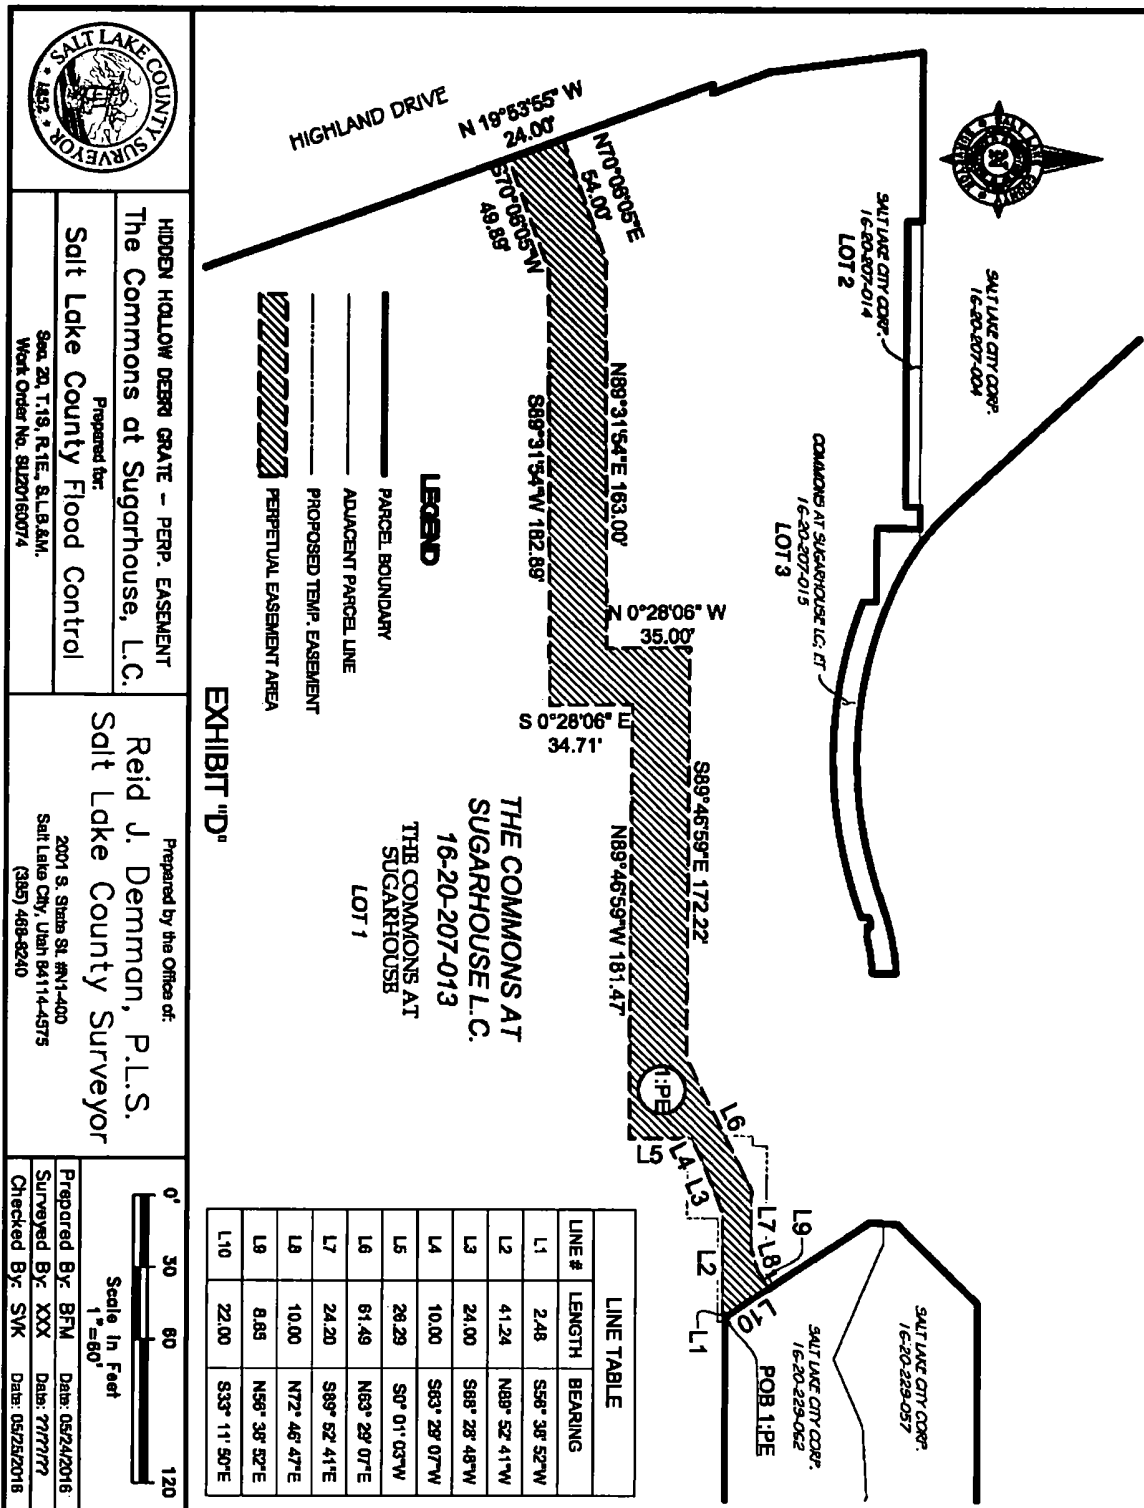 SALT LAKE CITY CORP.
16-20-207-004
SALT LAKE CITY CORP.
16-20-207-014
LOT 2
COMMONS AT SUGARHOUSE LC; ET
16-20-207-015
LOT 3
SALT LAKE CITY CORP.
16-20-229-057
SALT LAKE CITY CORP.
16-20-229-062
POB 1:PE
HIGHLAND DRIVE
N 19°53'55" W
24.00'
N70°06'05"E
54.00'
S70°06'05"W
49.89'
N89°31'54"E 163.00'
S89°31'54"W 182.89'
N 0°28'06" W
35.00'
S 0°28'06" E
34.71'
S89°46'59"E 172.22'
N89°46'59"W 181.47'
1:PE
L6
L5
L4
L3
L7
L8
L9
L2
L10
L1
THE COMMONS AT
SUGARHOUSE L.C.
16-20-207-013
THE COMMONS AT
SUGARHOUSE
LOT 1
LEGEND
PARCEL BOUNDARY
ADJACENT PARCEL LINE
PROPOSED TEMP. EASEMENT
PERPETUAL EASEMENT AREA
EXHIBIT "D"
LINE TABLE
LINE # LENGTH BEARING
L1 2.48 S56° 38' 52"W
L2 41.24 N89° 52' 41"W
L3 24.00 S68° 28' 48"W
L4 10.00 S63° 29' 07"W
L5 26.29 S0° 01' 03"W
L6 61.49 N63° 29' 07"E
L7 24.20 S89° 52' 41"E
L8 10.00 N72° 46' 47"E
L9 8.65 N56° 38' 52"E
L10 22.00 S33° 11' 50"E
SALT LAKE COUNTY SURVEYOR
1852
HIDDEN HOLLOW DEBRI GRATE - PERP. EASEMENT
The Commons at Sugarhouse, L.C.
Prepared for:
Salt Lake County Flood Control
Sec. 20, T.1S, R.1E., S.L.B.&M.
Work Order No. SU20160074
Prepared by the Office of:
Reid J. Demman, P.L.S.
Salt Lake County Surveyor
2001 S. State St. #N1-400
Salt Lake City, Utah 84114-4575
(385) 468-8240
0' 30 60 120
Scale in Feet
1"=60'
Prepared By: BFM Date: 05/24/2016
Surveyed By: XXX Date: ??/??/??
Checked By: SVK Date: 05/25/2016